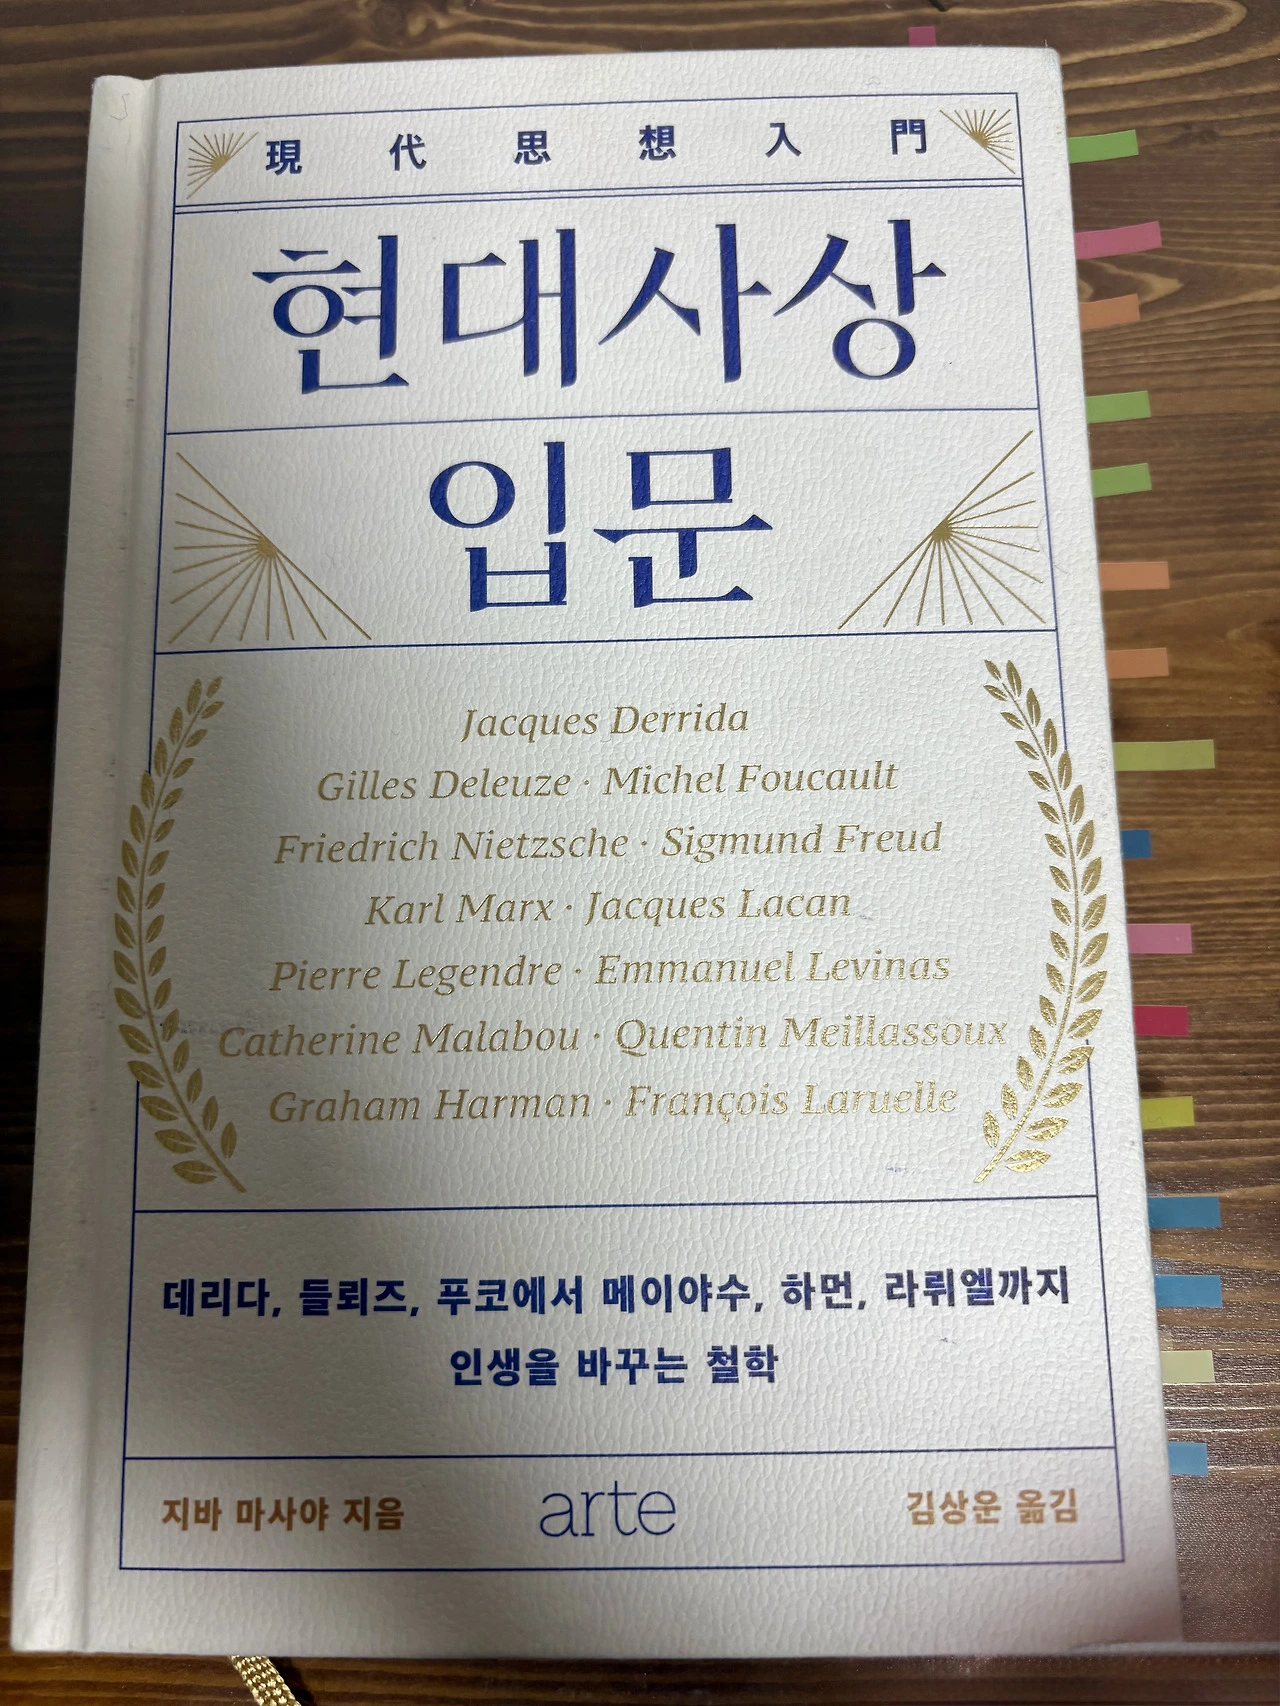 現代思想入門
현대사상
입문
Jacques Derrida
Gilles Deleuze · Michel Foucault
Friedrich Nietzsche · Sigmund Freud
Karl Marx · Jacques Lacan
Pierre Legendre · Emmanuel Levinas
Catherine Malabou · Quentin Meillassoux
Graham Harman · François Laruelle
데리다, 들뢰즈, 푸코에서 메이야수, 하먼, 라뤼엘까지
인생을 바꾸는 철학
지바 마사야 지음 arte 김상운 옮김